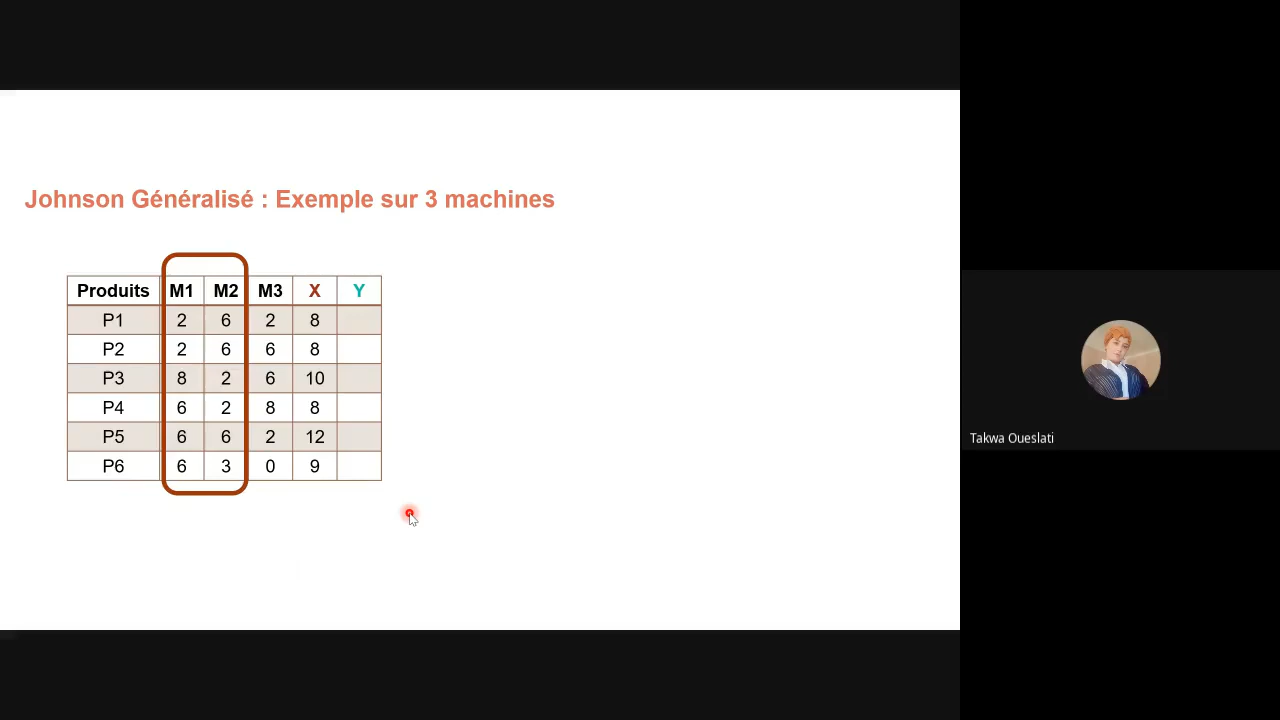 Johnson Généralisé : Exemple sur 3 machines
Produits M1 M2 M3 X Y
P1 2 6 2 8
P2 2 6 6 8
P3 8 2 6 10
P4 6 2 8 8
P5 6 6 2 12
P6 6 3 0 9
Takwa Oueslati